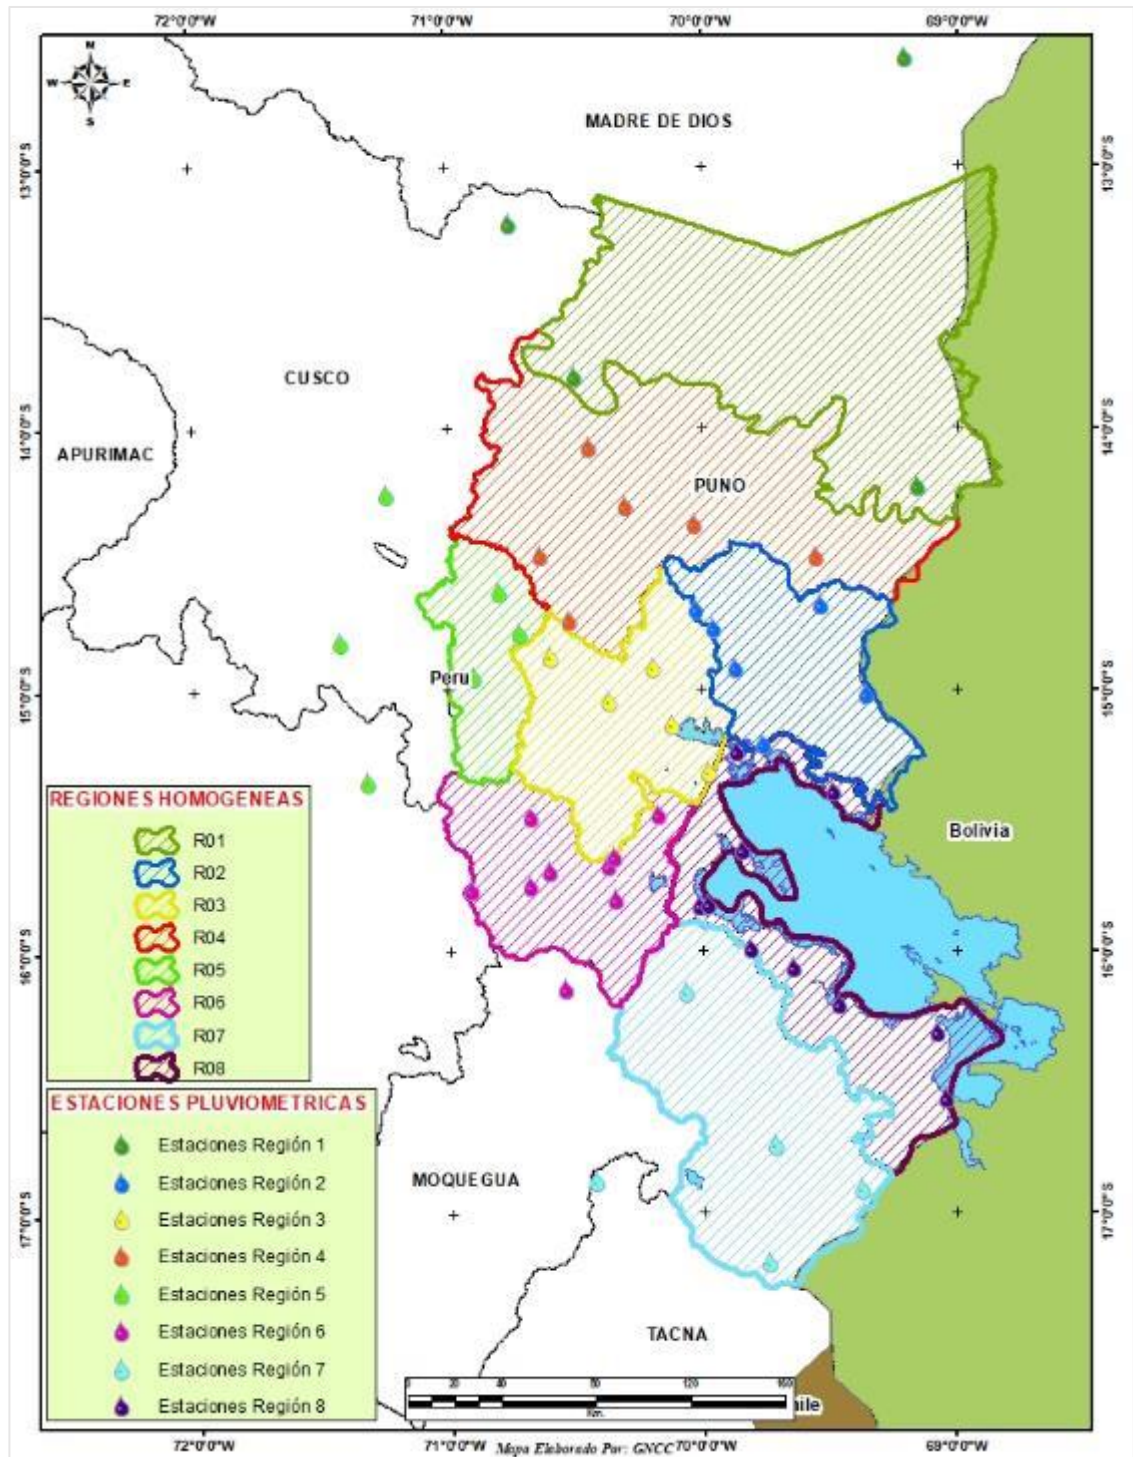 72°0'0"W 71°0'0"W 70°0'0"W 69°0'0"W
N
W E
S
MADRE DE DIOS
13°0'0"S 13°0'0"S
CUSCO
14°0'0"S 14°0'0"S
APURIMAC
PUNO
Peru
15°0'0"S 15°0'0"S
REGIONES HOMOGENEAS
R01
R02
R03
R04
R05
R06
R07
R08
Bolivia
16°0'0"S 16°0'0"S
ESTACIONES PLUVIOMETRICAS
Estaciones Región 1
Estaciones Región 2
Estaciones Región 3
Estaciones Región 4
Estaciones Región 5
Estaciones Región 6
Estaciones Región 7
Estaciones Región 8
MOQUEGUA
17°0'0"S 17°0'0"S
TACNA
0 20 40 80 120 160
Km.
hile
72°0'0"W 71°0'0"W 70°0'0"W 69°0'0"W
Mapa Elaborado Por: GNCC